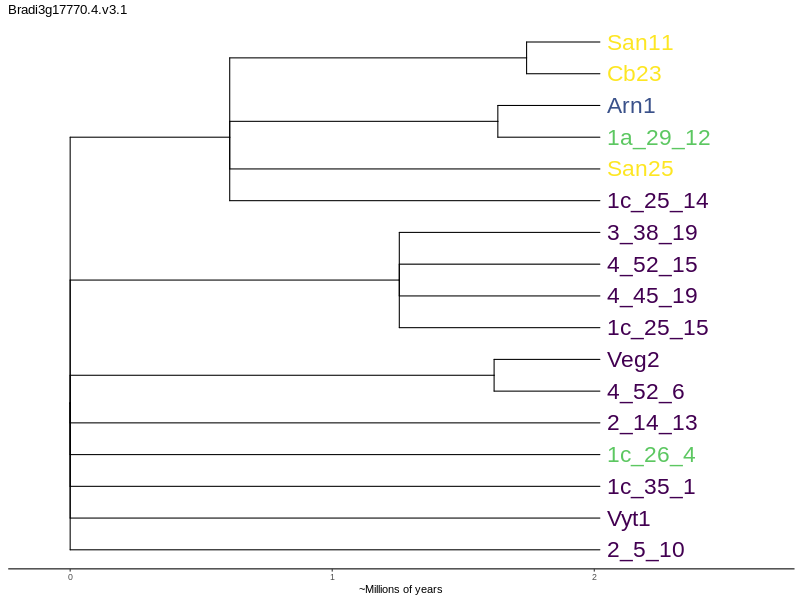 Bradi3g17770.4.v3.1
San11
Cb23
Arn1
1a_29_12
San25
1c_25_14
3_38_19
4_52_15
4_45_19
1c_25_15
Veg2
4_52_6
2_14_13
1c_26_4
1c_35_1
Vyt1
2_5_10
0 1 2
~Millions of years